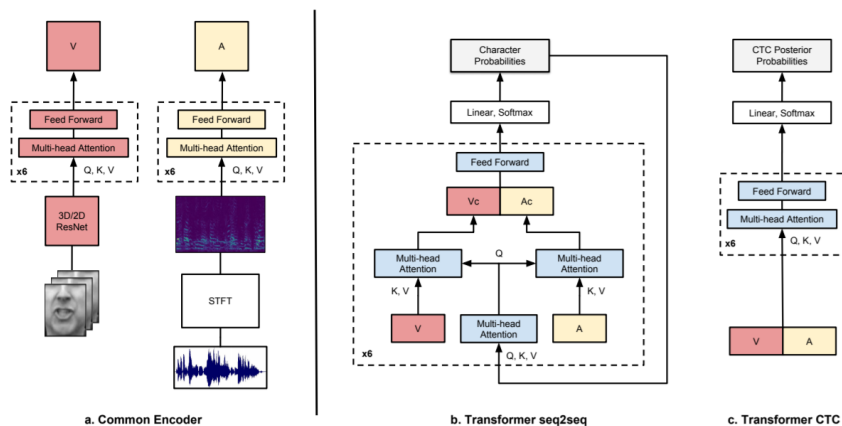 V
A
Feed Forward
Multi-head Attention
x6
Q, K, V
Feed Forward
Multi-head Attention
x6
Q, K, V
3D/2D
ResNet
STFT
a. Common Encoder
Character
Probabilities
Linear, Softmax
Feed Forward
Vc
Ac
Multi-head
Attention
Q
Multi-head
Attention
K, V
K, V
V
Multi-head
Attention
A
x6
Q, K, V
b. Transformer seq2seq
CTC Posterior
Probabilities
Linear, Softmax
Feed Forward
Multi-head Attention
x6
Q, K, V
V
A
c. Transformer CTC